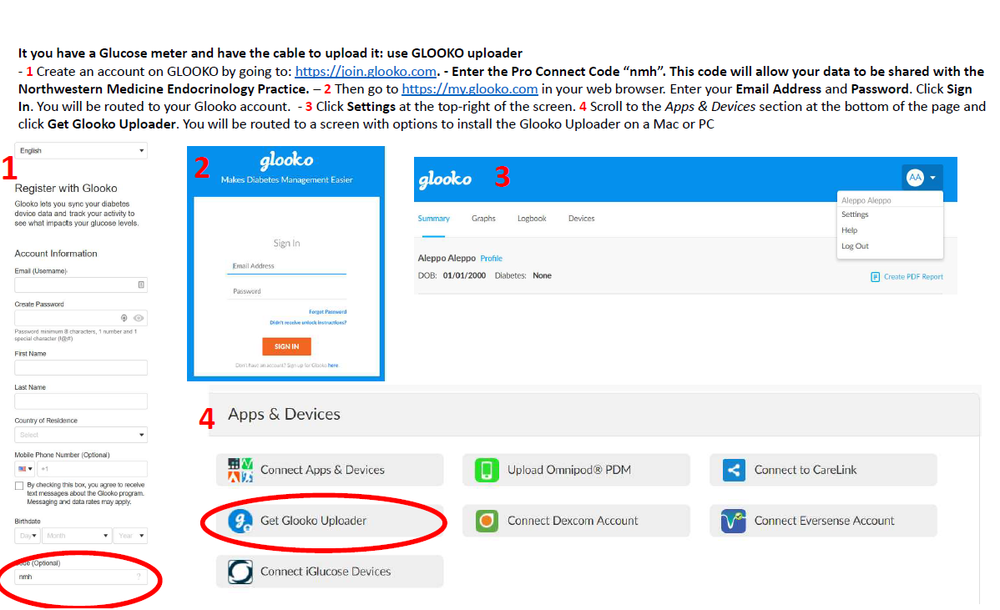 It you have a Glucose meter and have the cable to upload it: use GLOOKO uploader
- 1 Create an account on GLOOKO by going to: https://join.glooko.com. - Enter the Pro Connect Code “nmh”. This code will allow your data to be shared with the
Northwestern Medicine Endocrinology Practice. – 2 Then go to https://my.glooko.com in your web browser. Enter your Email Address and Password. Click Sign
In. You will be routed to your Glooko account.  - 3 Click Settings at the top-right of the screen. 4 Scroll to the Apps & Devices section at the bottom of the page and
click Get Glooko Uploader. You will be routed to a screen with options to install the Glooko Uploader on a Mac or PC
1
English
Register with Glooko
Glooko lets you sync your diabetes
device data and track your activity to
see what impacts your glucose levels.
Account Information
Email (Username)
Create Password
Password minimum 8 characters, 1 number and 1
special character (!@#)
First Name
Last Name
Country of Residence
Select
Mobile Phone Number (Optional)
+1
By checking this box, you agree to receive
text messages about the Glooko program.
Messaging and data rates may apply.
Birthdate
Day Month Year
(Optional)
nmh ?
2
glooko
Makes Diabetes Management Easier
Sign In
Email Address
Password
Forgot Password
Didn't receive unlock instructions?
SIGN IN
Don't have an account? Sign up for Glooko here
glooko 3 AA
Aleppo Aleppo
Settings
Help
Log Out
Summary Graphs Logbook Devices
Aleppo Aleppo Profile
DOB: 01/01/2000 Diabetes: None
Create PDF Report
4 Apps & Devices
Connect Apps & Devices Upload Omnipod® PDM Connect to CareLink
Get Glooko Uploader Connect Dexcom Account Connect Eversense Account
Connect iGlucose Devices